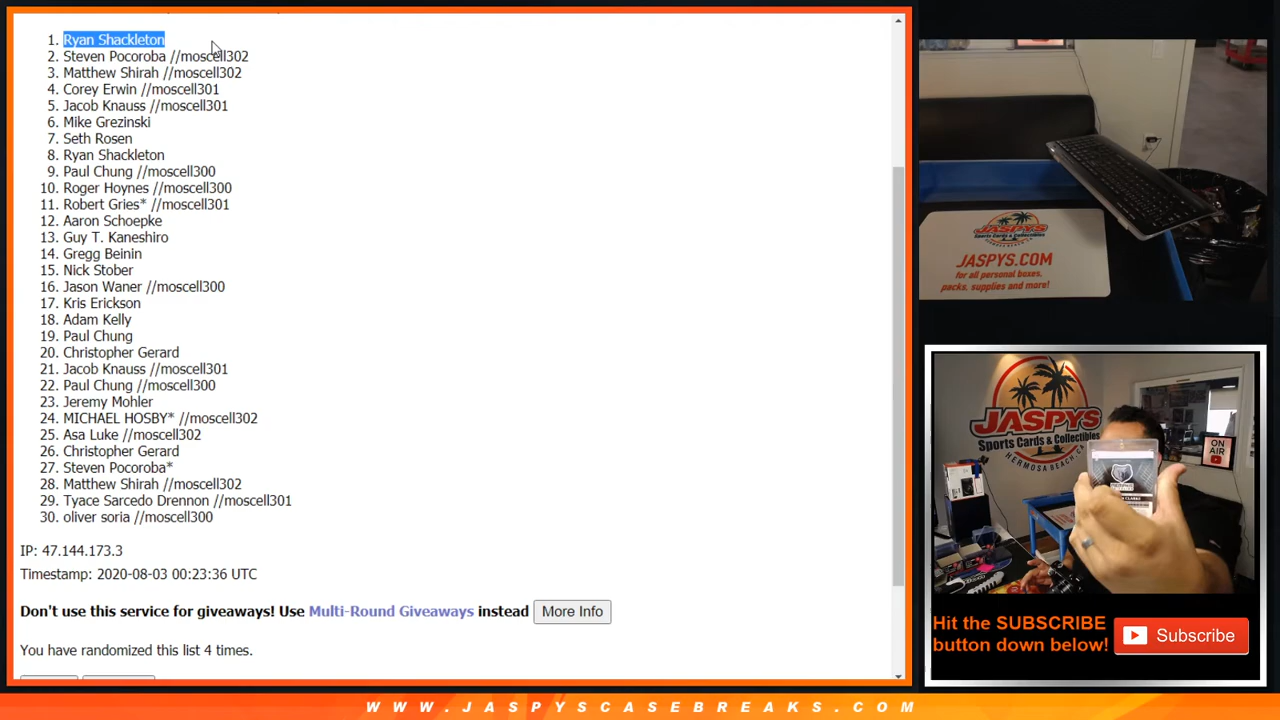 1. Ryan Shackleton
2. Steven Pocoroba //moscell302
3. Matthew Shirah //moscell302
4. Corey Erwin //moscell301
5. Jacob Knauss //moscell301
6. Mike Grezinski
7. Seth Rosen
8. Ryan Shackleton
9. Paul Chung //moscell300
10. Roger Hoynes //moscell300
11. Robert Gries* //moscell301
12. Aaron Schoepke
13. Guy T. Kaneshiro
14. Gregg Beinin
15. Nick Stober
16. Jason Waner //moscell300
17. Kris Erickson
18. Adam Kelly
19. Paul Chung
20. Christopher Gerard
21. Jacob Knauss //moscell301
22. Paul Chung //moscell300
23. Jeremy Mohler
24. MICHAEL HOSBY* //moscell302
25. Asa Luke //moscell302
26. Christopher Gerard
27. Steven Pocoroba*
28. Matthew Shirah //moscell302
29. Tyace Sarcedo Drennon //moscell301
30. oliver soria //moscell300
IP: 47.144.173.3
Timestamp: 2020-08-03 00:23:36 UTC
Don't use this service for giveaways! Use Multi-Round Giveaways instead More Info
You have randomized this list 4 times.
JASPYS
Sports Cards & Collectibles
HERMOSA BEACH, CA
JASPYS.COM
for all personal boxes,
packs, supplies and more!
JASPYS
Sports Cards & Collectibles
HERMOSA BEACH, CA
ON
AIR
Hit the SUBSCRIBE
button down below!
Subscribe
WWW.JASPYSCASEBREAKS.COM